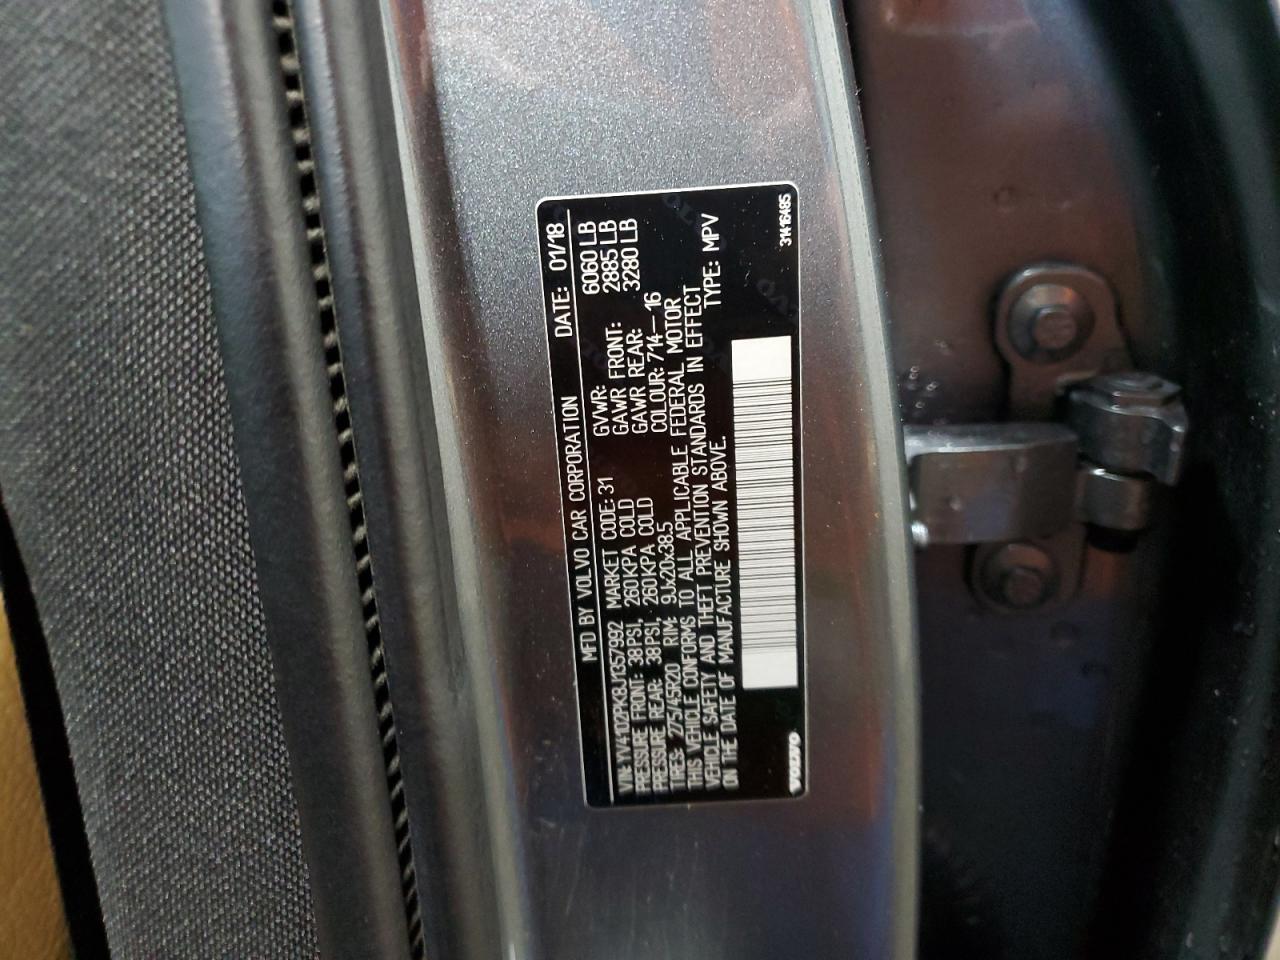 MFD BY VOLVO CAR CORPORATION DATE: 01/18
VIN: YV4102PK8J1357992 MARKET CODE: 31 GVWR: 6060 LB
PRESSURE FRONT: 38PSI, 260KPA COLD GAWR FRONT: 2885 LB
PRESSURE REAR: 38PSI, 260KPA COLD GAWR REAR: 3280 LB
TIRES: 275/45R20 RIM: 9Jx20x38.5 COLOUR: 714-16
THIS VEHICLE CONFORMS TO ALL APPLICABLE FEDERAL MOTOR
VEHICLE SAFETY AND THEFT PREVENTION STANDARDS IN EFFECT
ON THE DATE OF MANUFACTURE SHOWN ABOVE. TYPE: MPV
VOLVO 31416485